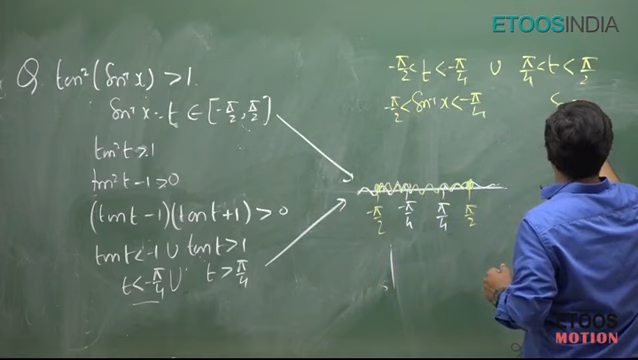 ETOOSINDIA
Q tan²(sin⁻¹x) > 1
sin⁻¹x = t ∈ [-π/2, π/2]
tan²t > 1
tan²t - 1 > 0
(tan t - 1)(tan t + 1) > 0
tan t < -1 ∪ tan t > 1
t < -π/4 ∪ t > π/4
-π/2 < t < -π/4 ∪ π/4 < t < π/2
-π/2 < sin⁻¹x < -π/4 <
-π/2 -π/4 π/4 π/2
ETOOS
MOTION